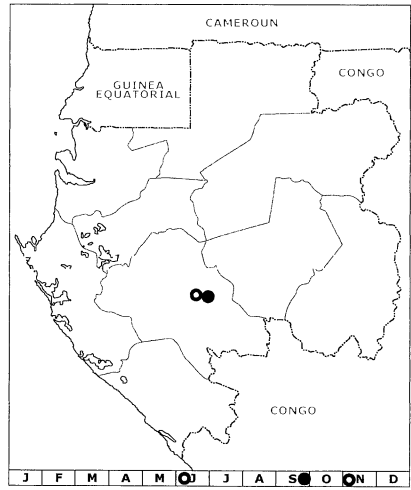 CAMEROUN
CONGO
GUINEA
EQUATORIAL
CONGO
J F M A M J J A S O N D